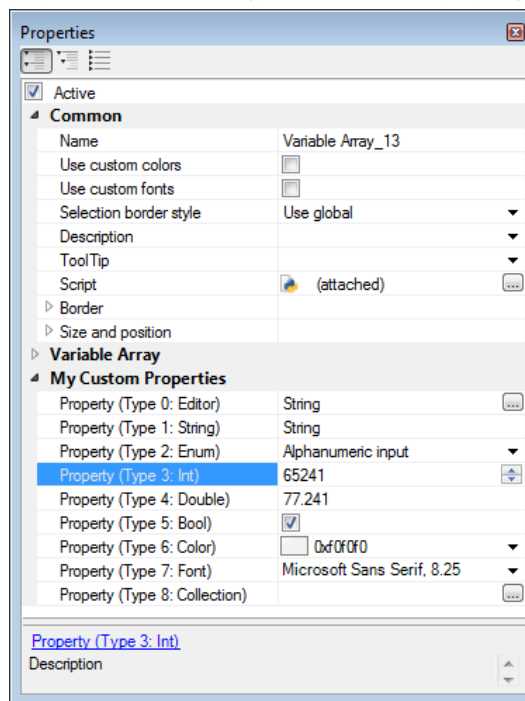 Properties
Active
Common
Name Variable Array_13
Use custom colors
Use custom fonts
Selection border style Use global
Description
ToolTip
Script (attached) ...
Border
Size and position
Variable Array
My Custom Properties
Property (Type 0: Editor) String ...
Property (Type 1: String) String
Property (Type 2: Enum) Alphanumeric input
Property (Type 3: Int) 65241
Property (Type 4: Double) 77.241
Property (Type 5: Bool)
Property (Type 6: Color) 0xf0f0f0
Property (Type 7: Font) Microsoft Sans Serif, 8.25
Property (Type 8: Collection) ...
Property (Type 3: Int)
Description